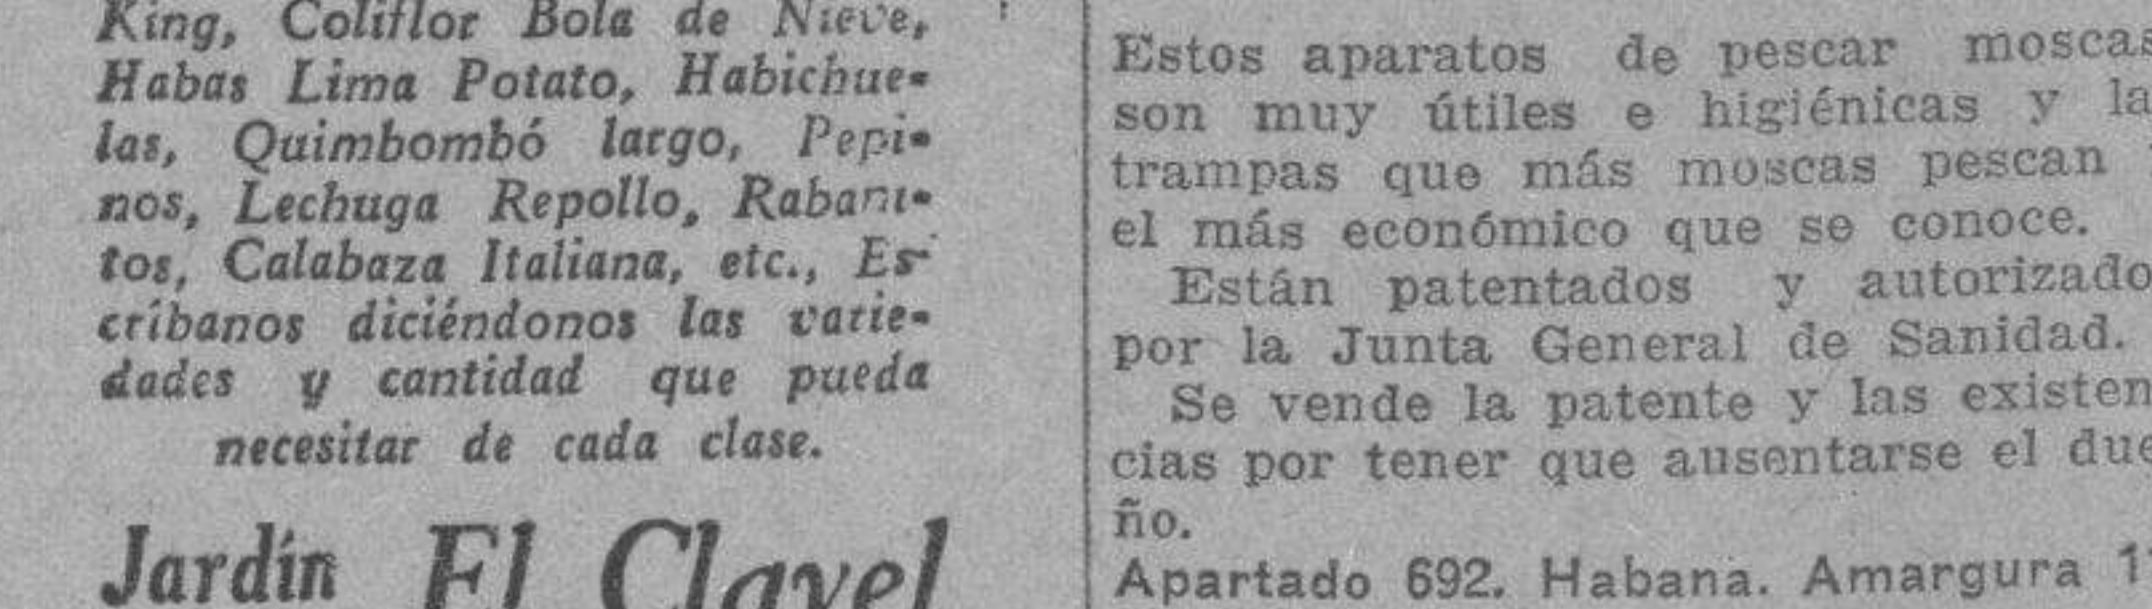 King, Coliflor Bola de Nieve,
Habas Lima Potato, Habichue-
las, Quimbombó largo, Pepi-
nos, Lechuga Repollo, Rabani-
tos, Calabaza Italiana, etc., Es-
críbanos diciéndonos las varie-
dades y cantidad que pueda
necesitar de cada clase.
Jardín El Clavel
Estos aparatos de pescar moscas
son muy útiles e higiénicas y la
trampas que más moscas pescan
el más económico que se conoce.
Están patentados y autorizado
por la Junta General de Sanidad.
Se vende la patente y las existen
cias por tener que ausentarse el due
ño.
Apartado 692. Habana. Amargura